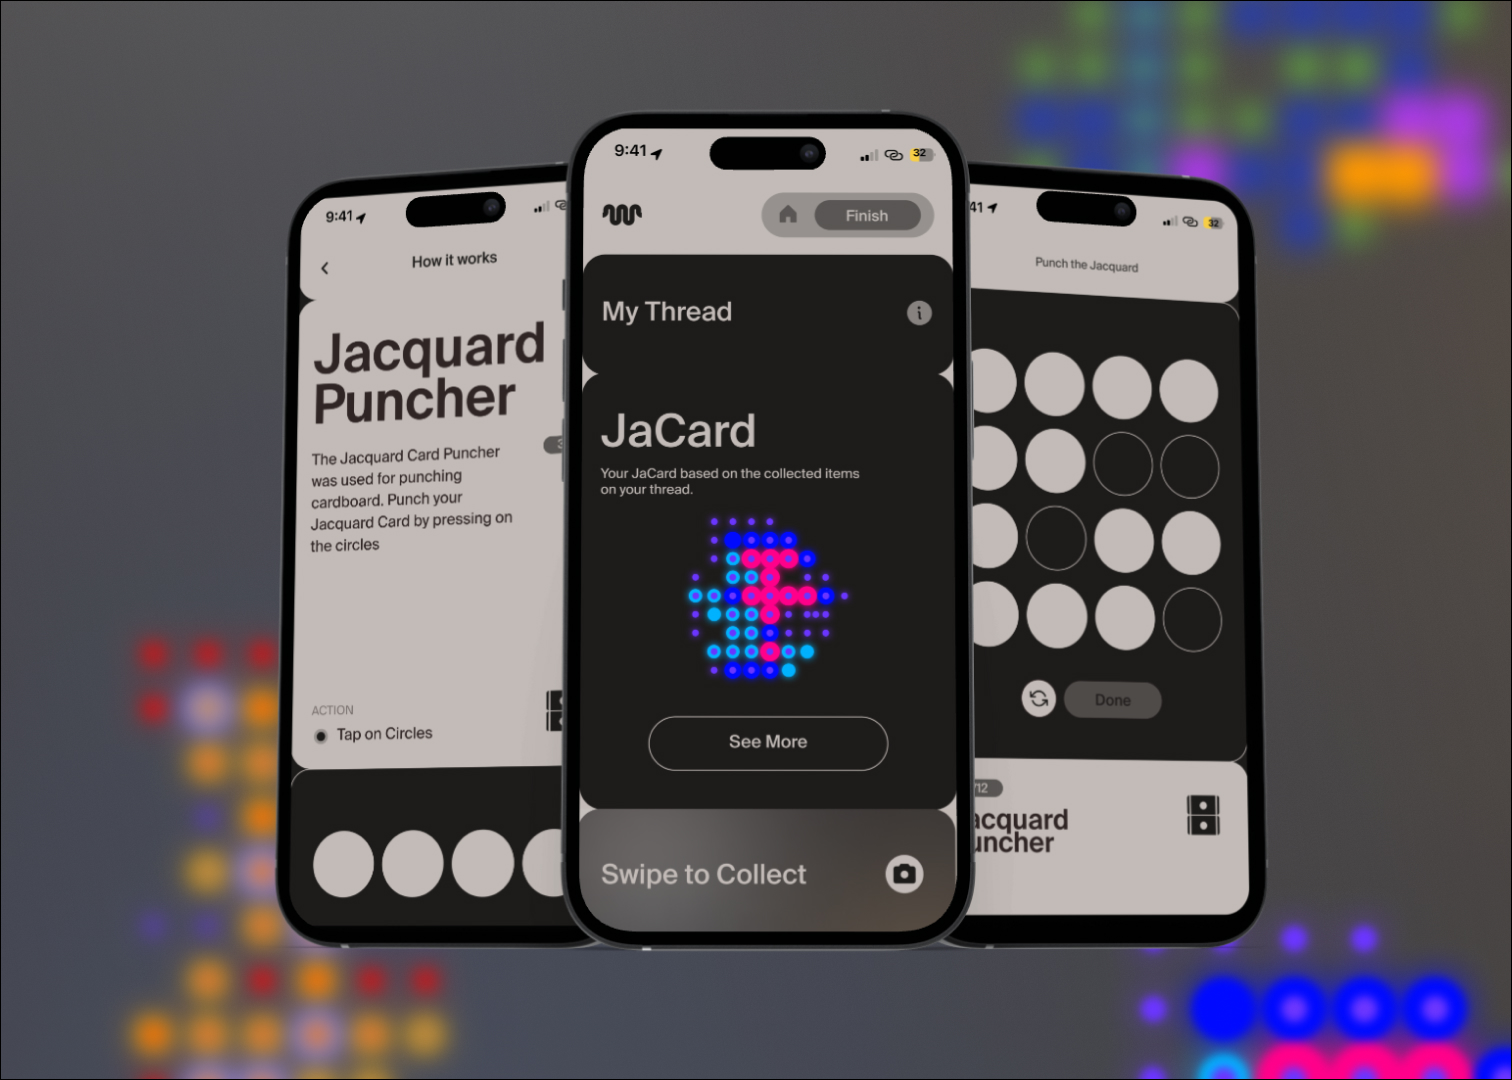 9:41
How it works
Jacquard
Puncher
The Jacquard Card Puncher
was used for punching
cardboard. Punch your
Jacquard Card by pressing on
the circles
ACTION
Tap on Circles
9:41
32
Finish
My Thread
i
JaCard
Your JaCard based on the collected items
on your thread.
See More
Swipe to Collect
41
32
Punch the Jacquard
Done
/12
acquard
uncher